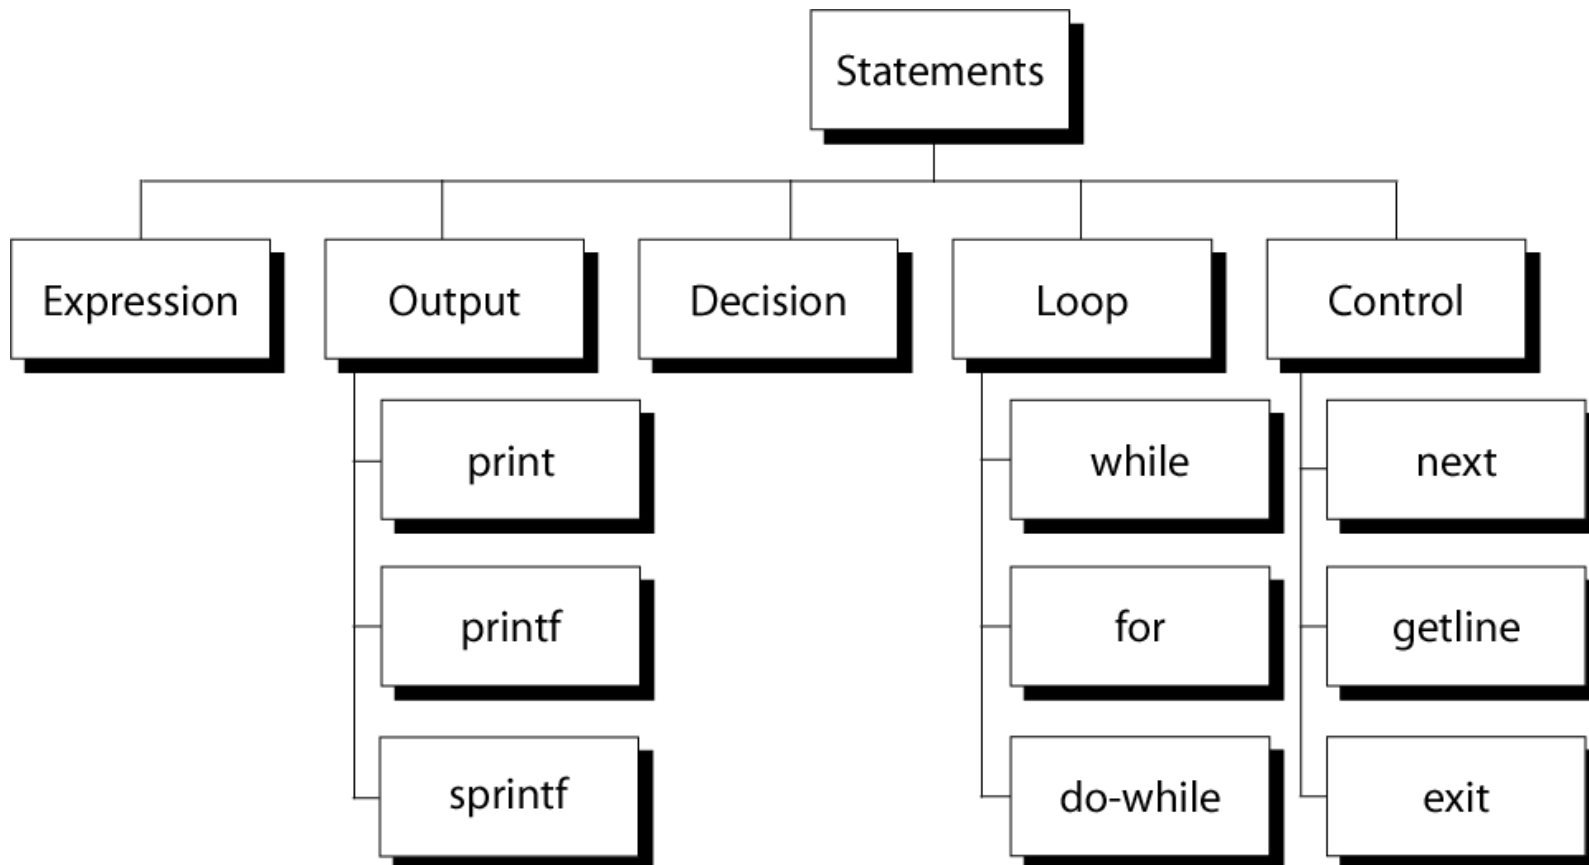 Statements
Expression
Output
Decision
Loop
Control
print
while
next
printf
for
getline
sprintf
do-while
exit